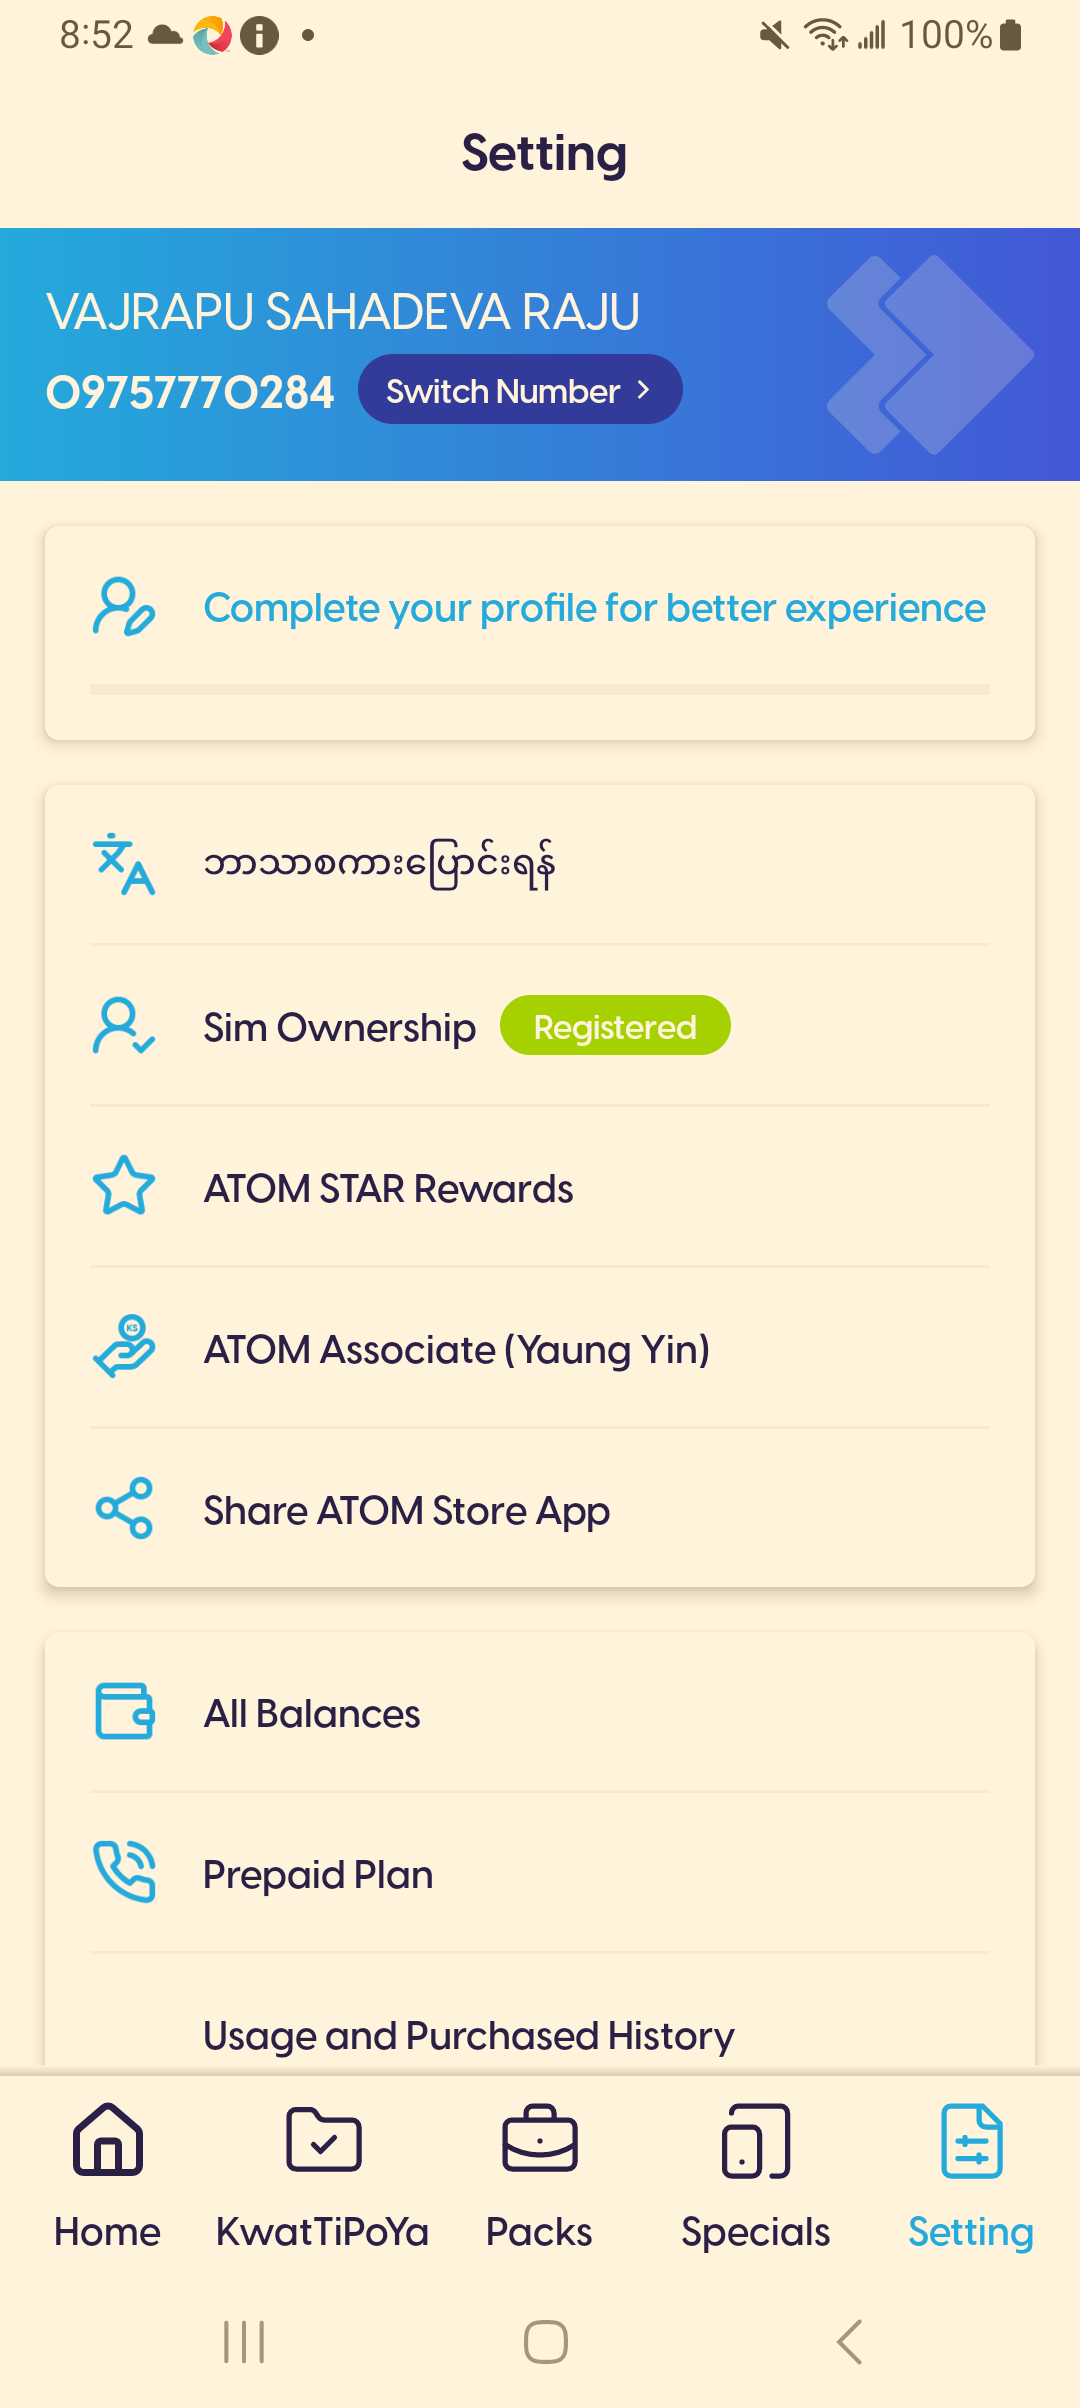 8:52
100%
Setting
VAJRAPU SAHADEVA RAJU
09757770284
Switch Number
Complete your profile for better experience
ဘာသာစကားပြောင်းရန်
Sim Ownership
Registered
ATOM STAR Rewards
KS
ATOM Associate (Yaung Yin)
Share ATOM Store App
All Balances
Prepaid Plan
Usage and Purchased History
Home
KwatTiPoYa
Packs
Specials
Setting